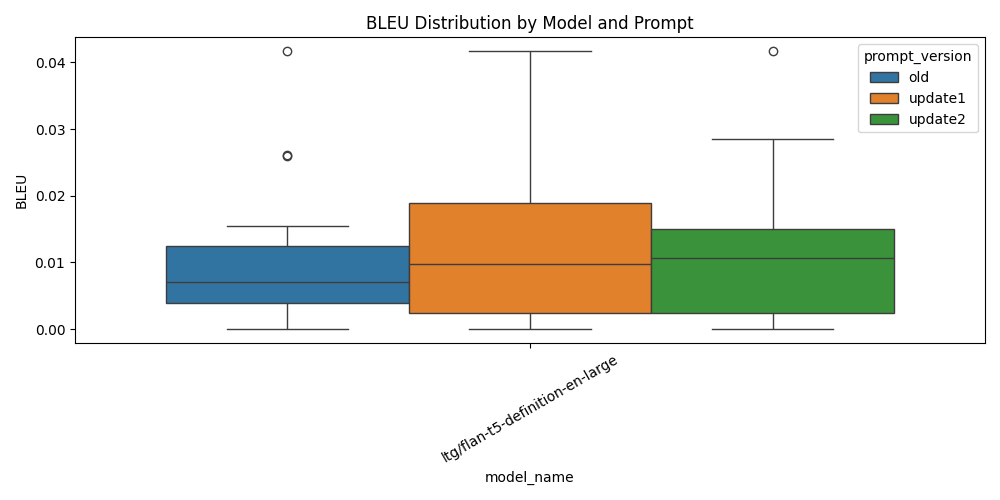 BLEU Distribution by Model and Prompt
prompt_version
old
update1
update2
BLEU
0.04
0.03
0.02
0.01
0.00
ltg/flan-t5-definition-en-large
model_name